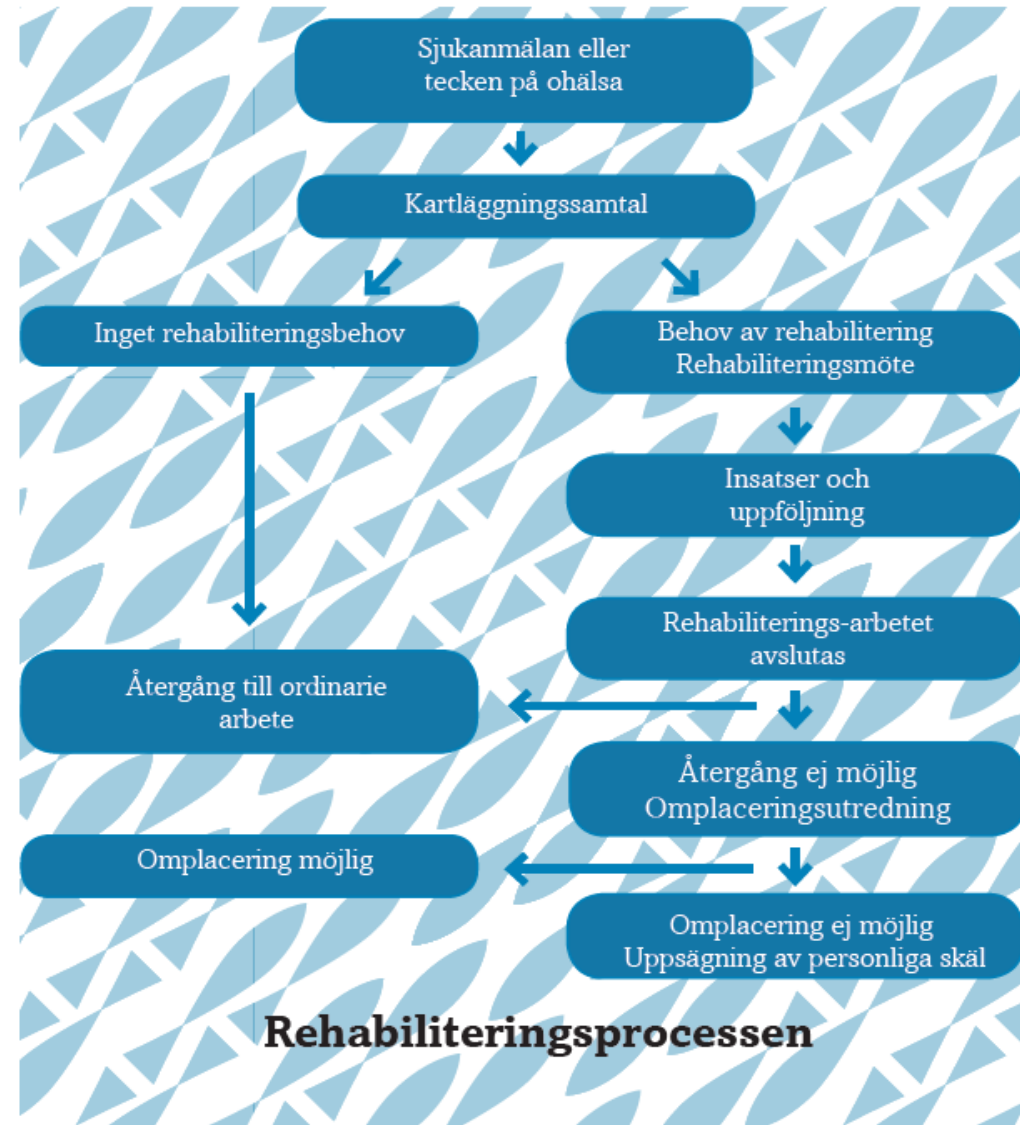 Sjukanmälan eller
tecken på ohälsa
Kartläggningssamtal
Inget rehabiliteringsbehov
Behov av rehabilitering
Rehabiliteringsmöte
Insatser och
uppföljning
Rehabiliterings-arbetet
avslutas
Återgång till ordinarie
arbete
Återgång ej möjlig
Omplaceringsutredning
Omplacering möjlig
Omplacering ej möjlig
Uppsägning av personliga skäl
Rehabiliteringsprocessen